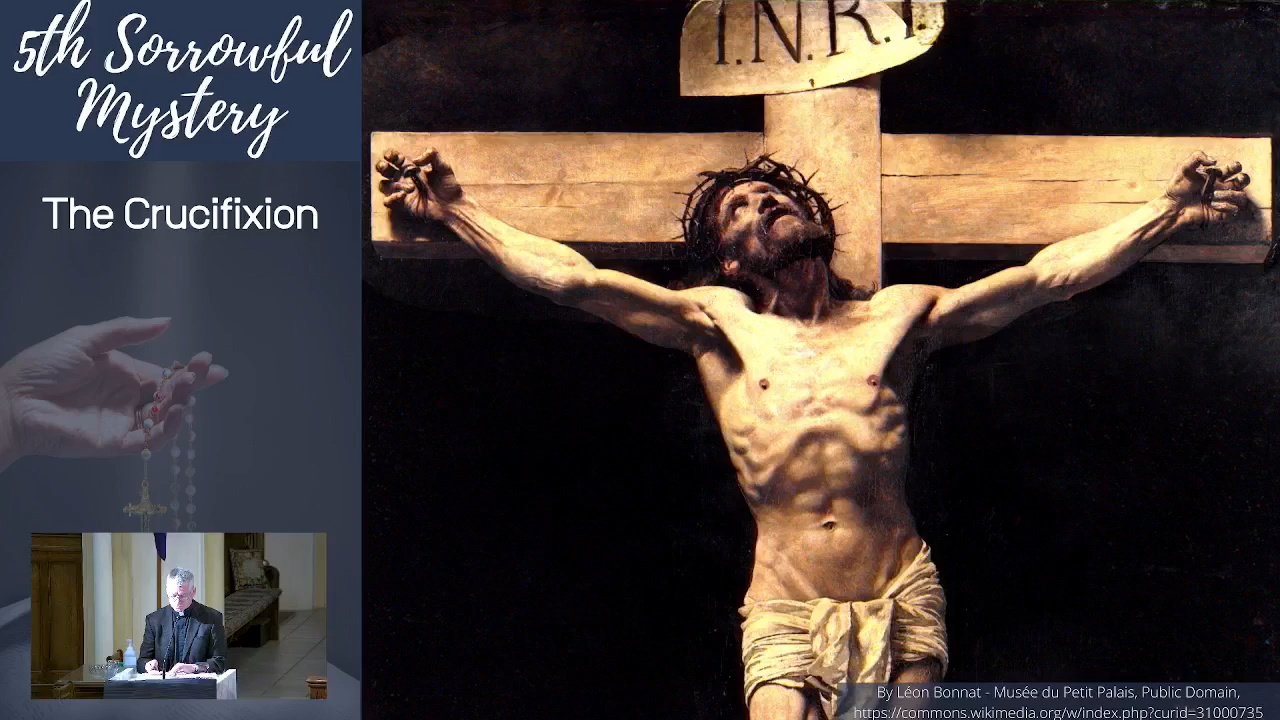 5th Sorrowful
Mystery
The Crucifixion
I.N.R.I.
By Léon Bonnat - Musée du Petit Palais, Public Domain,
https://commons.wikimedia.org/w/index.php?curid=31000735